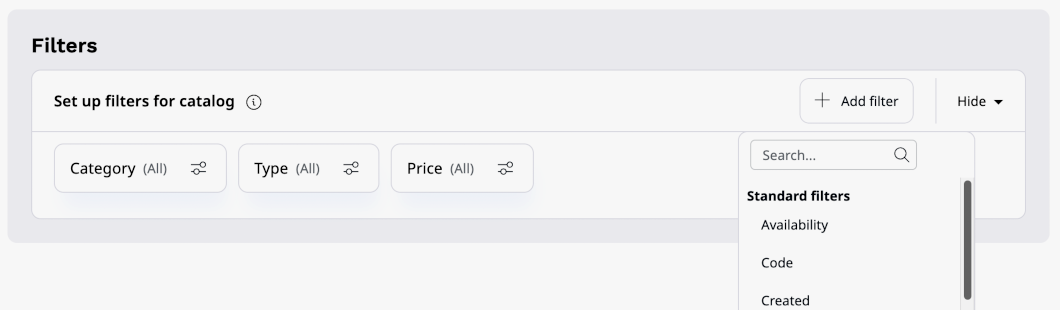 Filters
Set up filters for catalog
Add filter
Hide
Category (All)
Type (All)
Price (All)
Search...
Standard filters
Availability
Code
Created